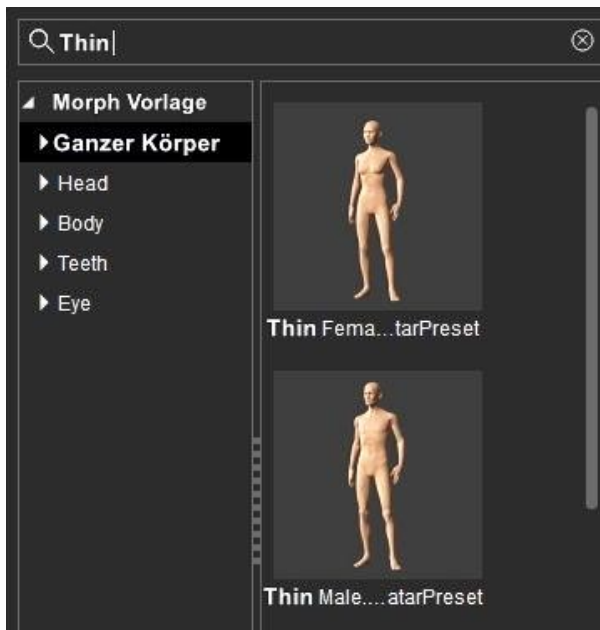 Thin
Morph Vorlage
Ganzer Körper
Head
Body
Teeth
Eye
Thin Fema...tarPreset
Thin Male....atarPreset